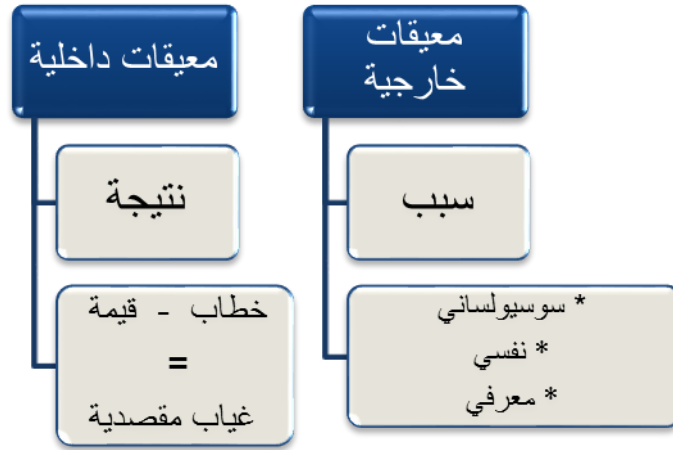 معيقات
خارجية
سبب
* سوسيولساني
* نفسي
* معرفي
معيقات داخلية
نتيجة
خطاب - قيمة
=
غياب مقصدية